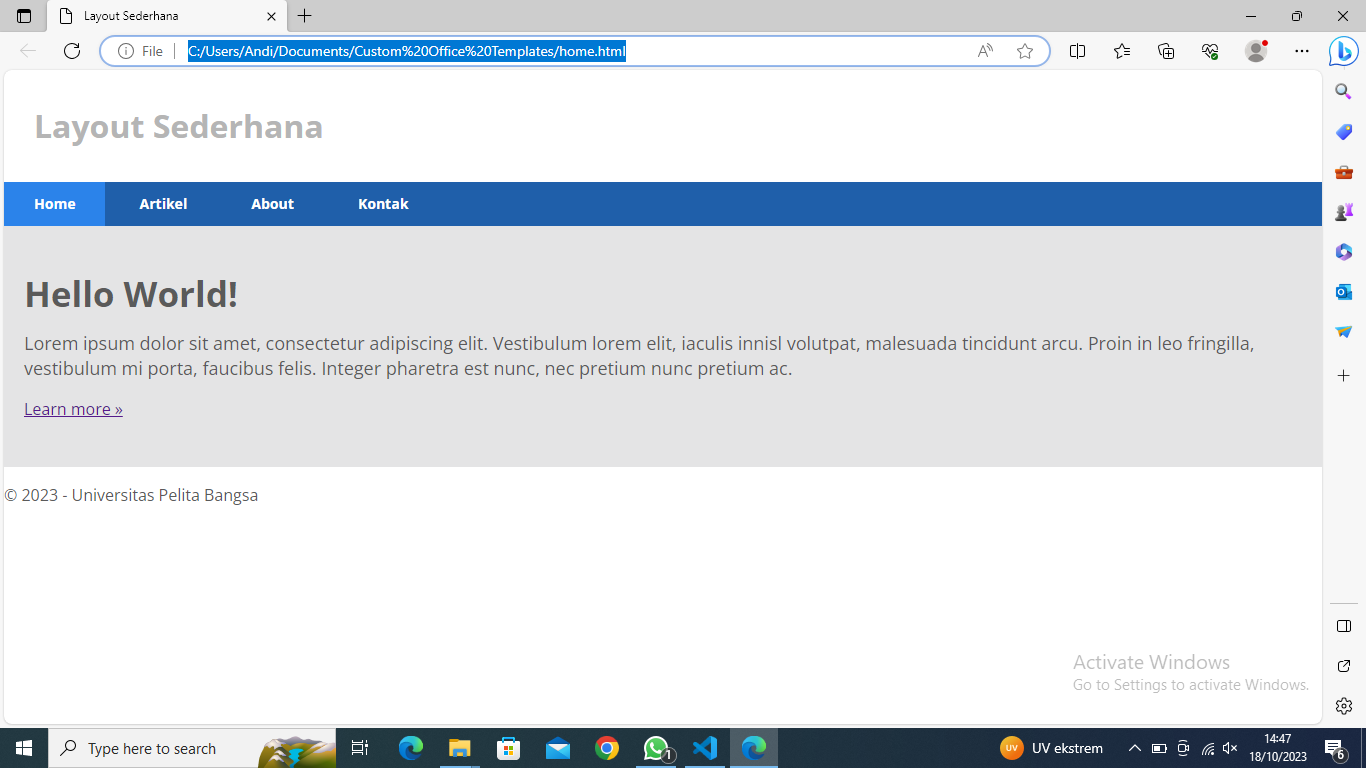 Layout Sederhana
File
C:/Users/Andi/Documents/Custom%20Office%20Templates/home.html
A
Layout Sederhana
Home Artikel About Kontak
Hello World!
Lorem ipsum dolor sit amet, consectetur adipiscing elit. Vestibulum lorem elit, iaculis innisl volutpat, malesuada tincidunt arcu. Proin in leo fringilla,
vestibulum mi porta, faucibus felis. Integer pharetra est nunc, nec pretium nunc pretium ac.
Learn more »
© 2023 - Universitas Pelita Bangsa
Activate Windows
Go to Settings to activate Windows.
Type here to search
1
UV
UV ekstrem
14:47
18/10/2023
6